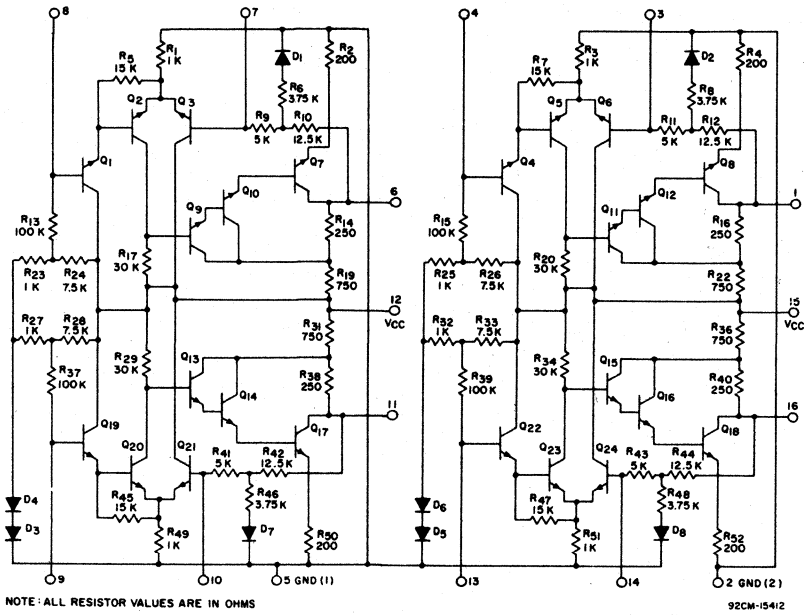 8 7 4 3
R1 1K
R5 15 K
D1
R2 200
R6 3.75 K
Q2 Q3
R9 5 K
R10 12.5K
Q1
Q7
Q10
Q9
6
R13 100 K
R14 250
R17 30 K
R23 1 K
R24 7.5 K
R19 750
12 VCC
R27 1K
R28 7.5 K
R31 750
R29 30 K
Q13
R37 100K
R38 250
Q14
11
Q19
Q17
Q20 Q21
R41 5 K
R42 12.5 K
R45 15 K
R46 3.75 K
D4
D3
R49 1K
D7
R50 200
9 10 5 GND (1)
R3 1K
R7 15 K
D2
R4 200
R8 3.75 K
Q5 Q6
R11 5 K
R12 12.5K
Q4
Q8
Q12
Q11
1
R15 100 K
R16 250
R20 30 K
R25 1 K
R26 7.5 K
R22 750
15 VCC
R32 1K
R33 7.5 K
R36 750
R34 30 K
Q15
R39 100 K
R40 250
Q16
16
Q22
Q18
Q23 Q24
R43 5 K
R44 12.5 K
R47 15 K
R48 3.75 K
D6
D5
R51 1 K
D8
R52 200
13 14 2 GND (2)
NOTE: ALL RESISTOR VALUES ARE IN OHMS
92CM-15412